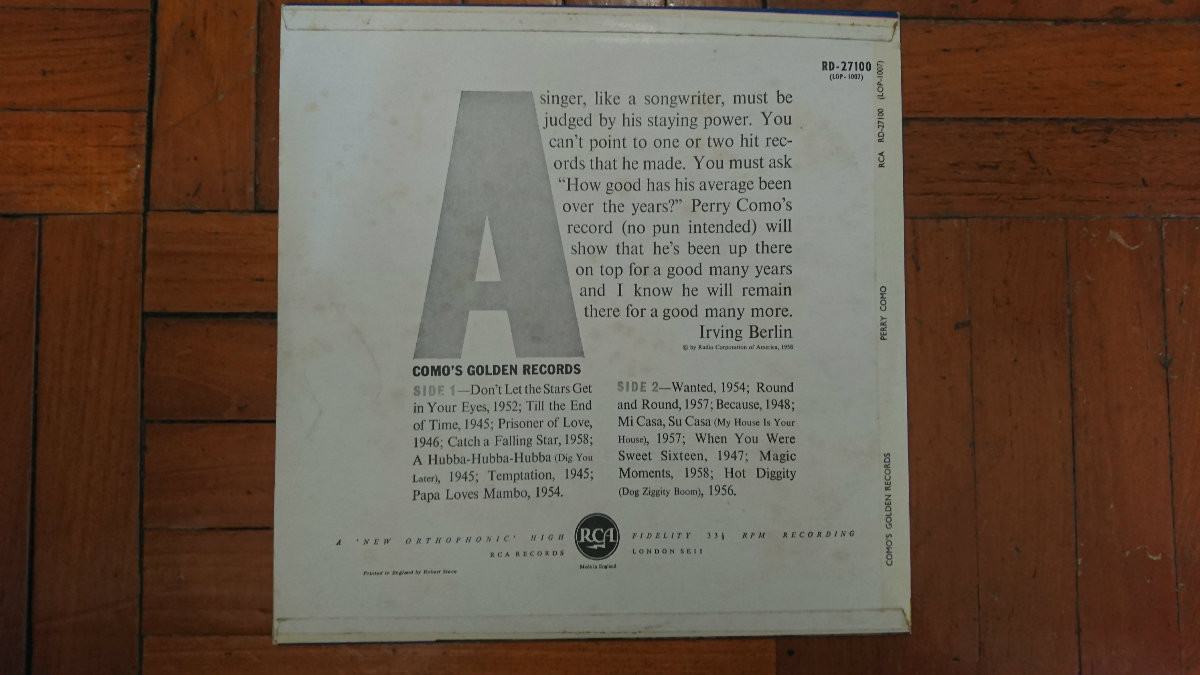 RD-27100
(LOP-1007)
A singer, like a songwriter, must be
judged by his staying power. You
can't point to one or two hit rec-
ords that he made. You must ask
“How good has his average been
over the years?” Perry Como's
record (no pun intended) will
show that he's been up there
on top for a good many years
and I know he will remain
there for a good many more.
Irving Berlin
© by Radio Corporation of America, 1958
COMO'S GOLDEN RECORDS
SIDE 1—Don't Let the Stars Get
in Your Eyes, 1952; Till the End
of Time, 1945; Prisoner of Love,
1946; Catch a Falling Star, 1958;
A Hubba-Hubba-Hubba (Dig You
Later), 1945; Temptation, 1945;
Papa Loves Mambo, 1954.
SIDE 2—Wanted, 1954; Round
and Round, 1957; Because, 1948;
Mi Casa, Su Casa (My House Is Your
House), 1957; When You Were
Sweet Sixteen, 1947; Magic
Moments, 1958; Hot Diggity
(Dog Ziggity Boom), 1956.
A 'NEW ORTHOPHONIC' HIGH FIDELITY 33⅓ RPM RECORDING
RCA
RCA RECORDS LONDON SE11
Made in England
Printed in England by Robert Stace
RCA RD-27100 (LOP-1007)
PERRY COMO
COMO'S GOLDEN RECORDS